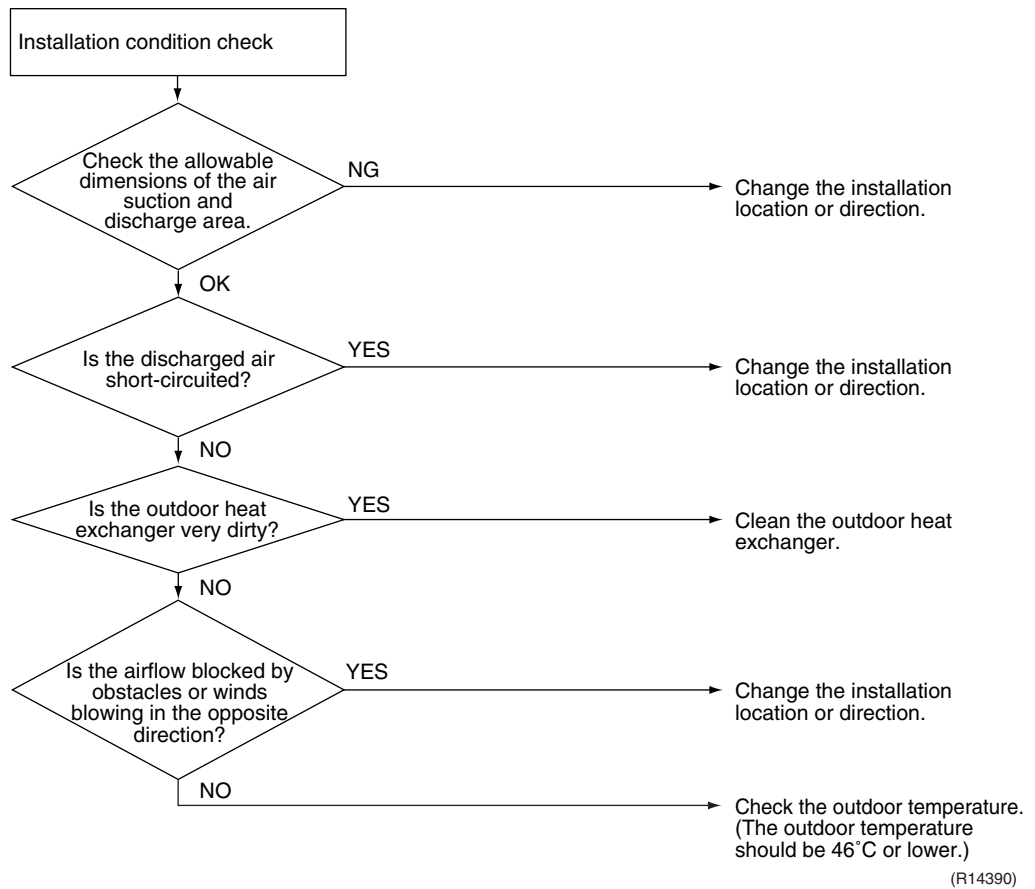 Installation condition check
Check the allowable
dimensions of the air
suction and
discharge area.
NG
Change the installation
location or direction.
OK
Is the discharged air
short-circuited?
YES
Change the installation
location or direction.
NO
Is the outdoor heat
exchanger very dirty?
YES
Clean the outdoor heat
exchanger.
NO
Is the airflow blocked by
obstacles or winds
blowing in the opposite
direction?
YES
Change the installation
location or direction.
NO
Check the outdoor temperature.
(The outdoor temperature
should be 46˚C or lower.)
(R14390)